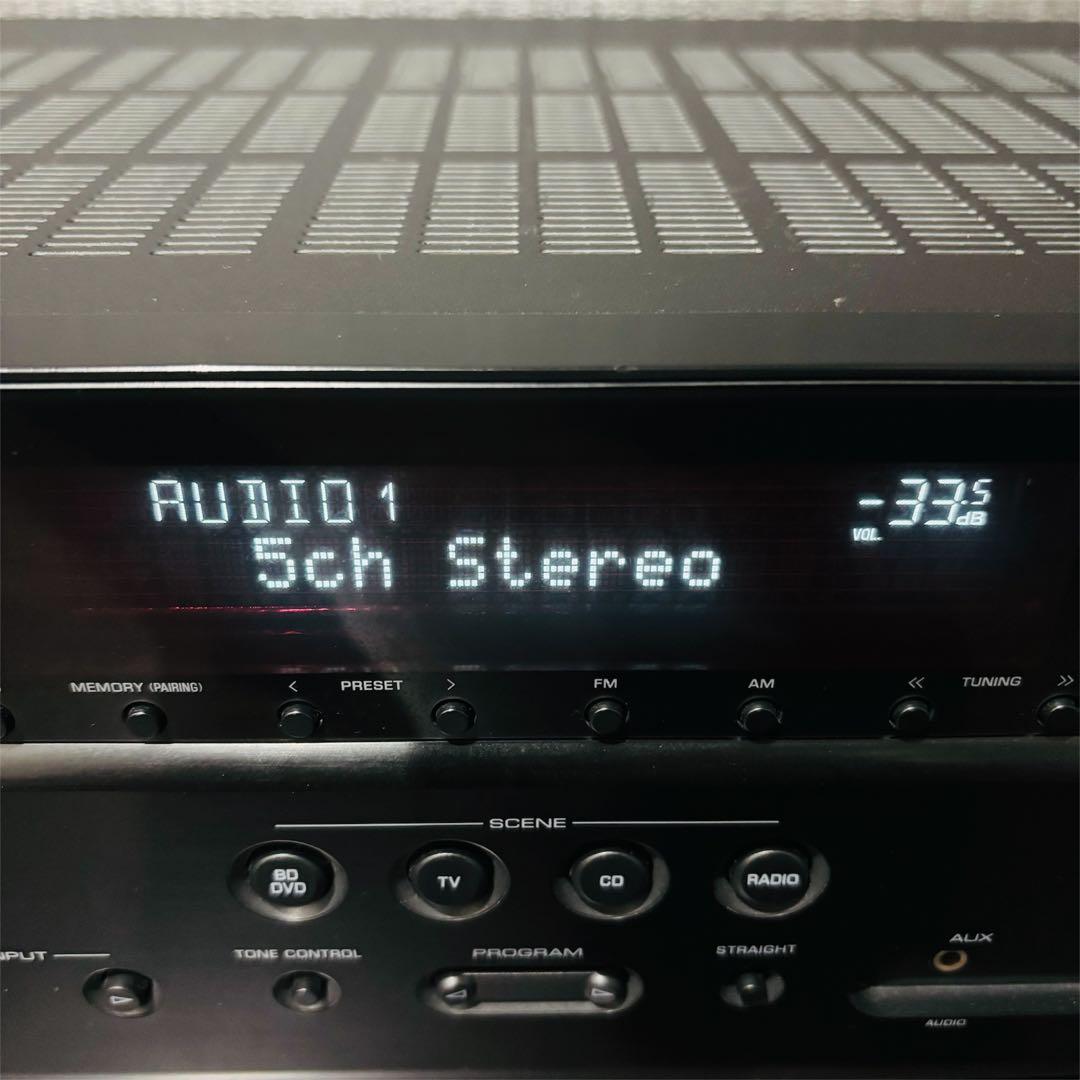 AUDIO1
-33.5
VOL. dB
5ch Stereo
MEMORY (PAIRING) < PRESET > FM AM << TUNING >>
SCENE
BD DVD TV CD RADIO
TONE CONTROL PROGRAM STRAIGHT AUX
AUDIO